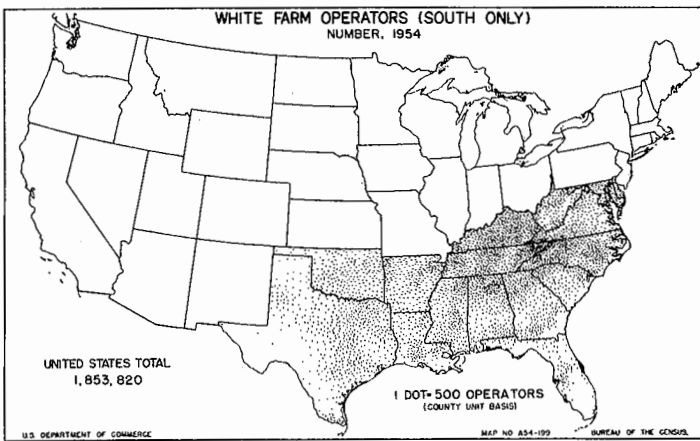 WHITE FARM OPERATORS (SOUTH ONLY)
NUMBER, 1954
UNITED STATES TOTAL
1,853,820
1 DOT=500 OPERATORS
(COUNTY UNIT BASIS)
U.S. DEPARTMENT OF COMMERCE
MAP NO A54-199
BUREAU OF THE CENSUS